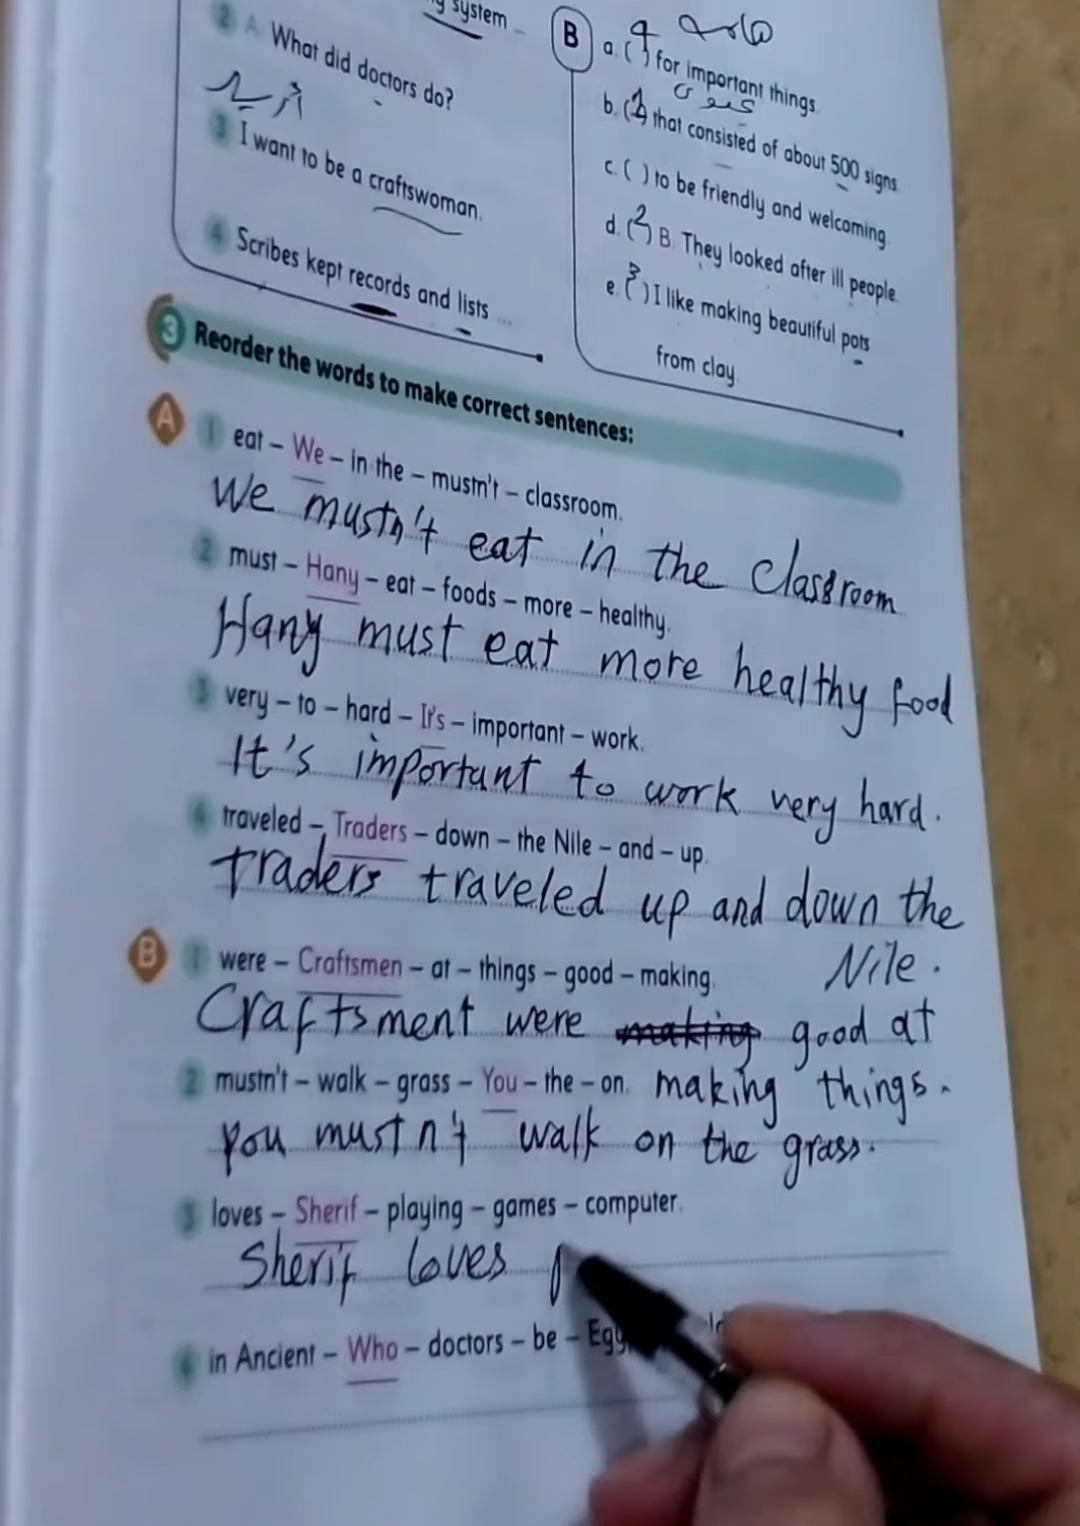 system ...
2 A. What did doctors do?
3 I want to be a craftswoman.
4 Scribes kept records and lists ...
B
a. (4) for important things.
b. (1) that consisted of about 500 signs.
c. ( ) to be friendly and welcoming.
d. (2) B. They looked after ill people.
e. (3) I like making beautiful pots
from clay.
3 Reorder the words to make correct sentences:
A 1 eat – We – in the – mustn't – classroom.
We mustn't eat in the classroom
2 must – Hany – eat – foods – more – healthy.
Hany must eat more healthy food
3 very – to – hard – It's – important – work.
It's important to work very hard.
4 traveled – Traders – down – the Nile – and – up.
Traders traveled up and down the
Nile.
B 1 were – Craftsmen – at – things – good – making.
Craftsment were making good at
making things.
2 mustn't – walk – grass – You – the – on.
you mustn't walk on the grass.
3 loves – Sherif – playing – games – computer.
Sherif loves p
4 in Ancient – Who – doctors – be –